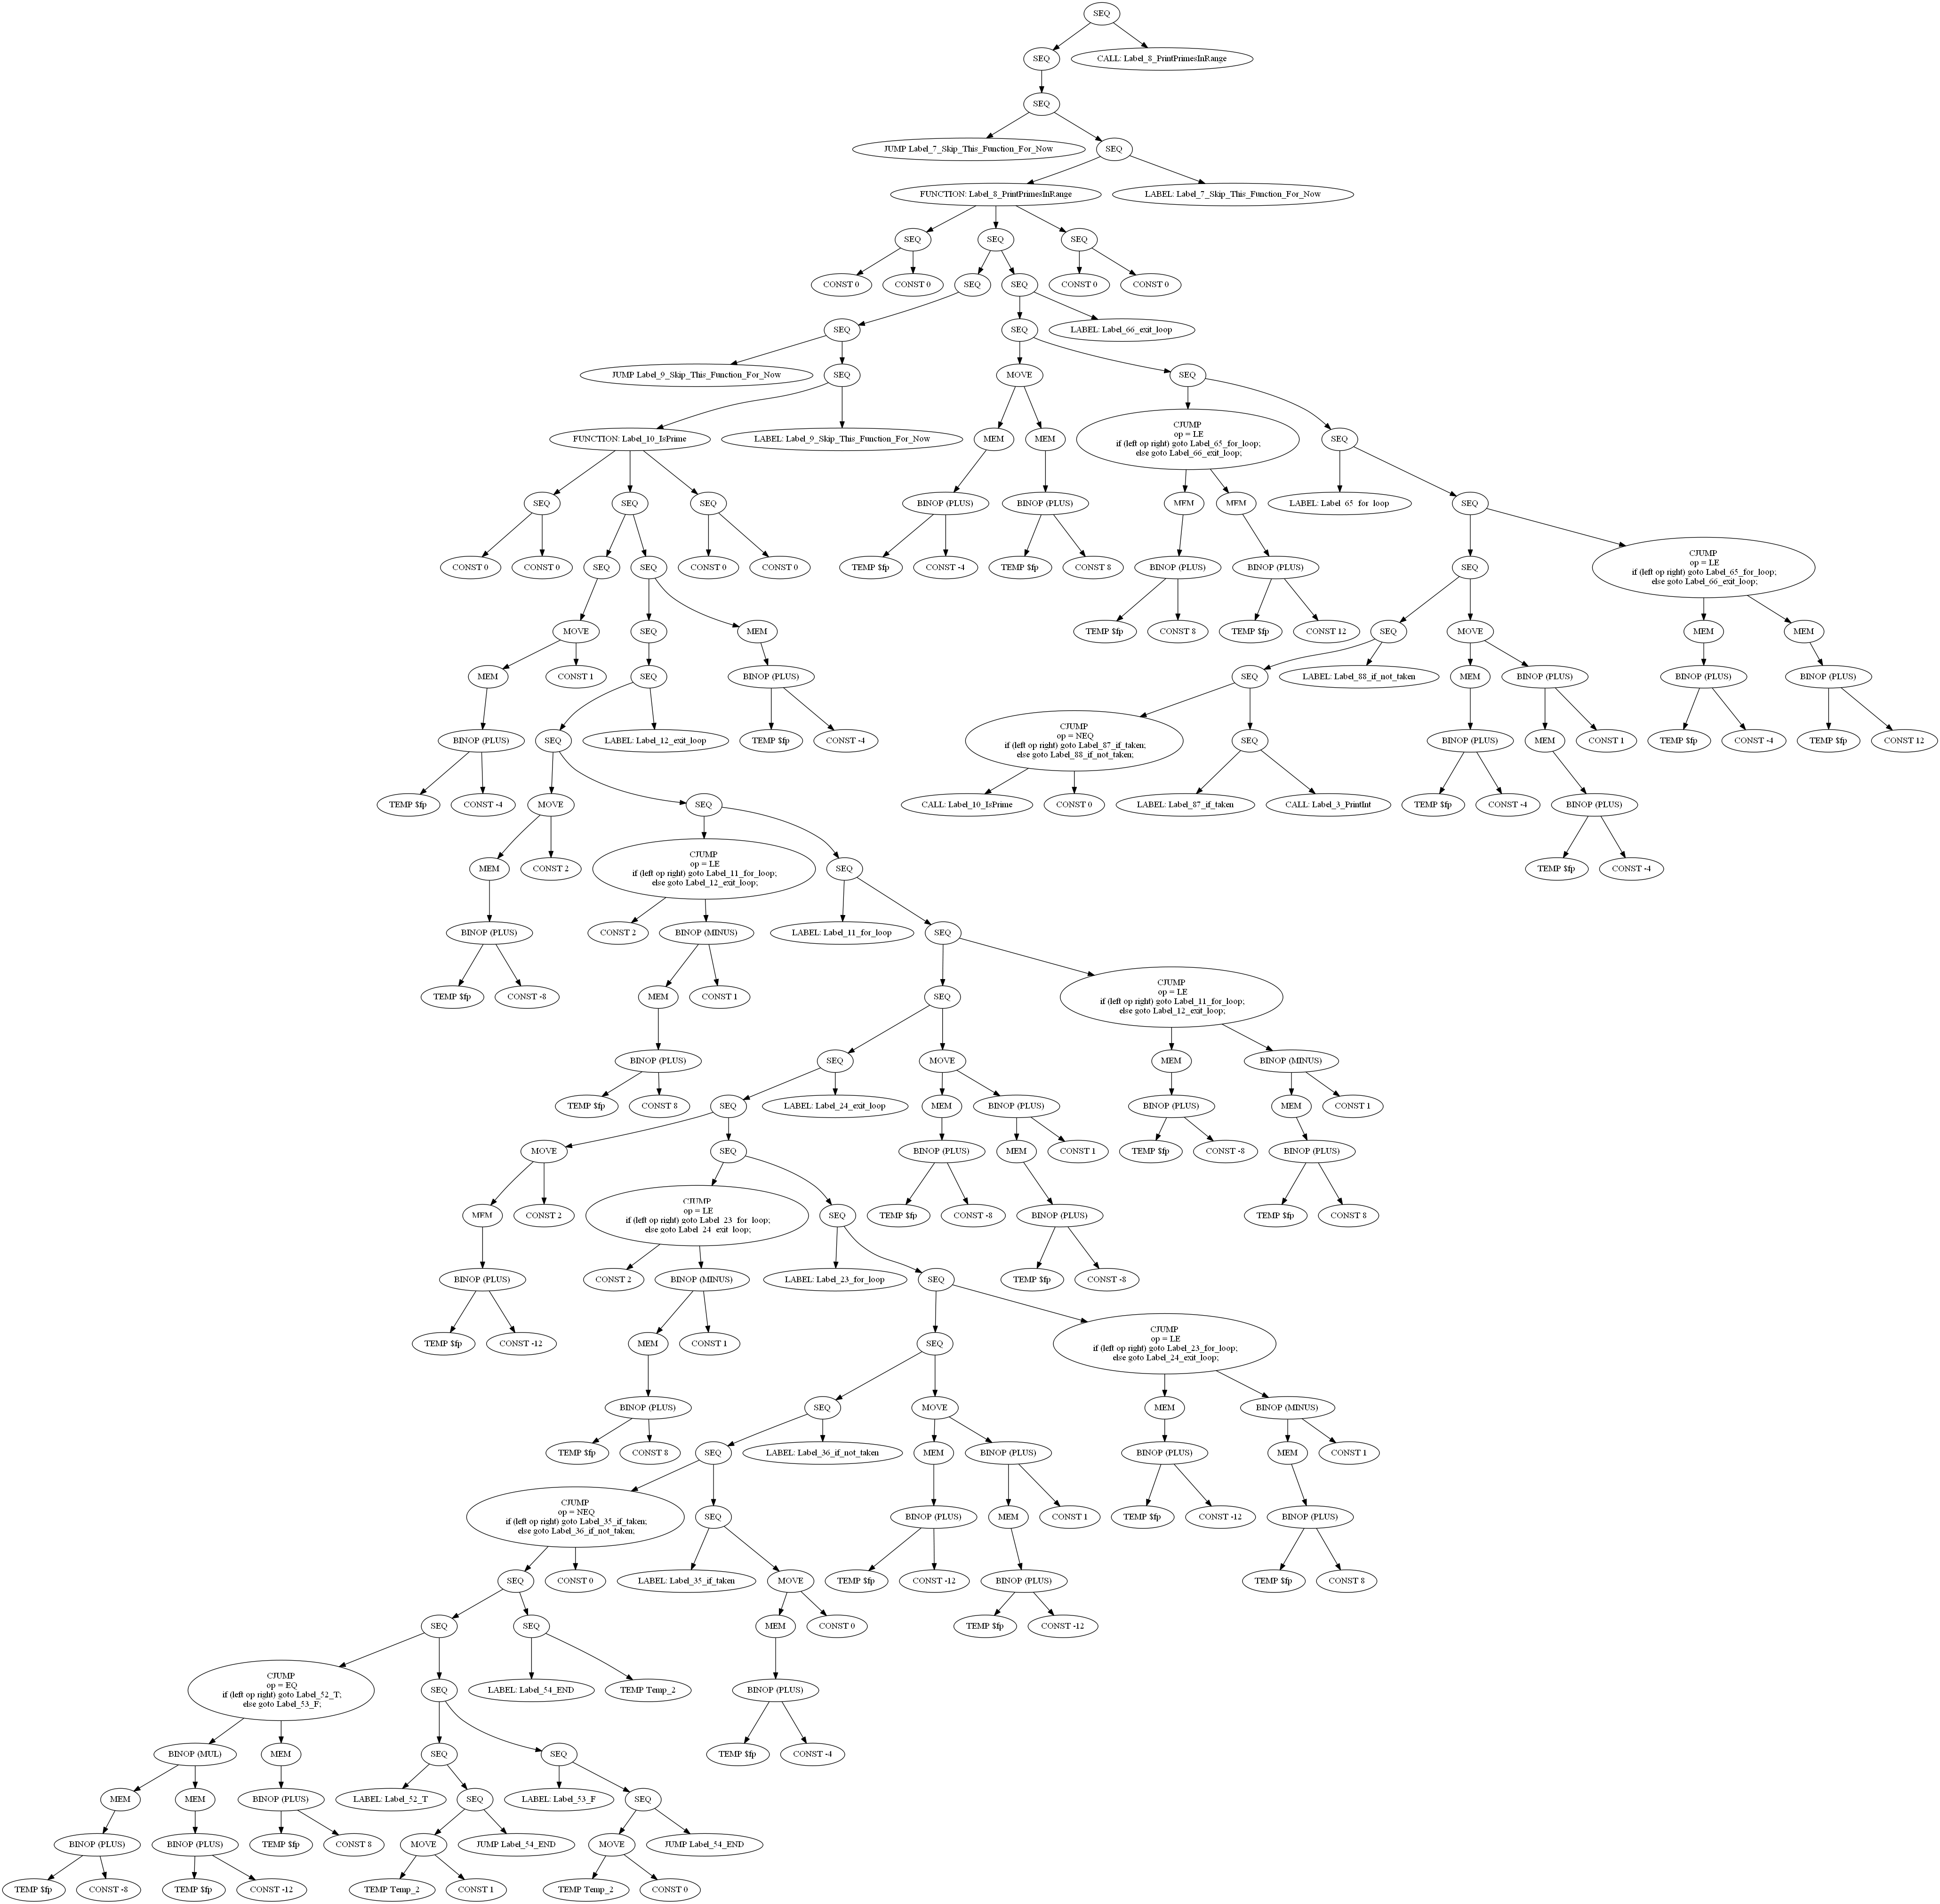 SEQ
SEQ
CALL: Label_8_PrintPrimesInRange
SEQ
JUMP Label_7_Skip_This_Function_For_Now
SEQ
FUNCTION: Label_8_PrintPrimesInRange
LABEL: Label_7_Skip_This_Function_For_Now
SEQ
SEQ
SEQ
CONST 0
CONST 0
SEQ
SEQ
CONST 0
CONST 0
SEQ
SEQ
LABEL: Label_66_exit_loop
JUMP Label_9_Skip_This_Function_For_Now
SEQ
MOVE
SEQ
FUNCTION: Label_10_IsPrime
LABEL: Label_9_Skip_This_Function_For_Now
MEM
MEM
CJUMP
op = LE
if (left op right) goto Label_65_for_loop;
else goto Label_66_exit_loop;
SEQ
SEQ
SEQ
SEQ
BINOP (PLUS)
BINOP (PLUS)
MEM
MEM
LABEL: Label_65_for_loop
SEQ
CONST 0
CONST 0
SEQ
SEQ
CONST 0
CONST 0
TEMP $fp
CONST -4
TEMP $fp
CONST 8
BINOP (PLUS)
BINOP (PLUS)
SEQ
CJUMP
op = LE
if (left op right) goto Label_65_for_loop;
else goto Label_66_exit_loop;
MOVE
SEQ
MEM
TEMP $fp
CONST 8
TEMP $fp
CONST 12
SEQ
MOVE
MEM
MEM
MEM
CONST 1
SEQ
BINOP (PLUS)
SEQ
LABEL: Label_88_if_not_taken
MEM
BINOP (PLUS)
BINOP (PLUS)
BINOP (PLUS)
BINOP (PLUS)
SEQ
LABEL: Label_12_exit_loop
TEMP $fp
CONST -4
CJUMP
op = NEQ
if (left op right) goto Label_87_if_taken;
else goto Label_88_if_not_taken;
SEQ
BINOP (PLUS)
MEM
CONST 1
TEMP $fp
CONST -4
TEMP $fp
CONST 12
TEMP $fp
CONST -4
MOVE
SEQ
CALL: Label_10_IsPrime
CONST 0
LABEL: Label_87_if_taken
CALL: Label_3_PrintInt
TEMP $fp
CONST -4
BINOP (PLUS)
MEM
CONST 2
CJUMP
op = LE
if (left op right) goto Label_11_for_loop;
else goto Label_12_exit_loop;
SEQ
TEMP $fp
CONST -4
BINOP (PLUS)
CONST 2
BINOP (MINUS)
LABEL: Label_11_for_loop
SEQ
TEMP $fp
CONST -8
MEM
CONST 1
SEQ
CJUMP
op = LE
if (left op right) goto Label_11_for_loop;
else goto Label_12_exit_loop;
BINOP (PLUS)
SEQ
MOVE
MEM
BINOP (MINUS)
TEMP $fp
CONST 8
SEQ
LABEL: Label_24_exit_loop
MEM
BINOP (PLUS)
BINOP (PLUS)
MEM
CONST 1
MOVE
SEQ
BINOP (PLUS)
MEM
CONST 1
TEMP $fp
CONST -8
BINOP (PLUS)
MEM
CONST 2
CJUMP
op = LE
if (left op right) goto Label_23_for_loop;
else goto Label_24_exit_loop;
SEQ
TEMP $fp
CONST -8
BINOP (PLUS)
TEMP $fp
CONST 8
BINOP (PLUS)
CONST 2
BINOP (MINUS)
LABEL: Label_23_for_loop
SEQ
TEMP $fp
CONST -8
TEMP $fp
CONST -12
MEM
CONST 1
SEQ
CJUMP
op = LE
if (left op right) goto Label_23_for_loop;
else goto Label_24_exit_loop;
BINOP (PLUS)
SEQ
MOVE
MEM
BINOP (MINUS)
TEMP $fp
CONST 8
SEQ
LABEL: Label_36_if_not_taken
MEM
BINOP (PLUS)
BINOP (PLUS)
MEM
CONST 1
CJUMP
op = NEQ
if (left op right) goto Label_35_if_taken;
else goto Label_36_if_not_taken;
SEQ
BINOP (PLUS)
MEM
CONST 1
TEMP $fp
CONST -12
BINOP (PLUS)
SEQ
CONST 0
LABEL: Label_35_if_taken
MOVE
TEMP $fp
CONST -12
BINOP (PLUS)
TEMP $fp
CONST 8
SEQ
SEQ
MEM
CONST 0
TEMP $fp
CONST -12
CJUMP
op = EQ
if (left op right) goto Label_52_T;
else goto Label_53_F;
SEQ
LABEL: Label_54_END
TEMP Temp_2
BINOP (PLUS)
BINOP (MUL)
MEM
SEQ
SEQ
TEMP $fp
CONST -4
MEM
MEM
BINOP (PLUS)
LABEL: Label_52_T
SEQ
LABEL: Label_53_F
SEQ
BINOP (PLUS)
BINOP (PLUS)
TEMP $fp
CONST 8
MOVE
JUMP Label_54_END
MOVE
JUMP Label_54_END
TEMP $fp
CONST -8
TEMP $fp
CONST -12
TEMP Temp_2
CONST 1
TEMP Temp_2
CONST 0